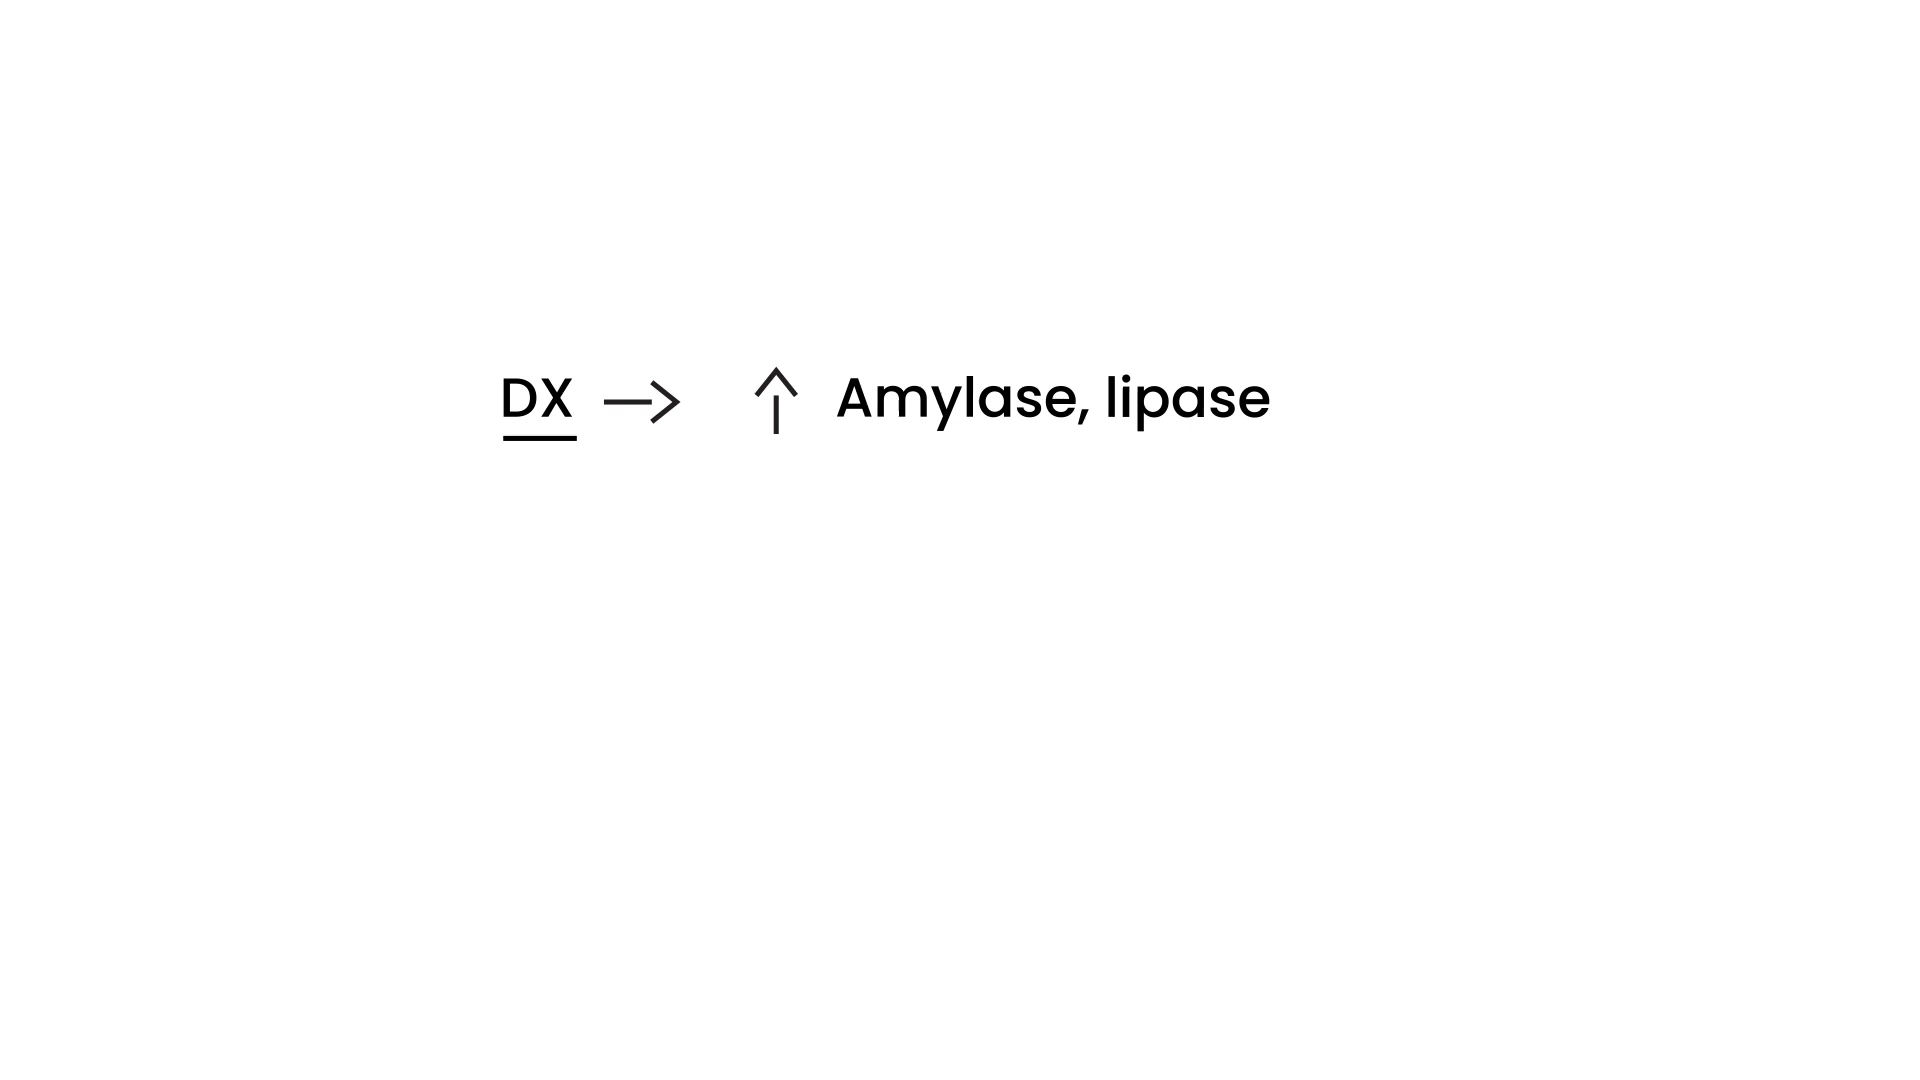 DX → ↑ Amylase, lipase